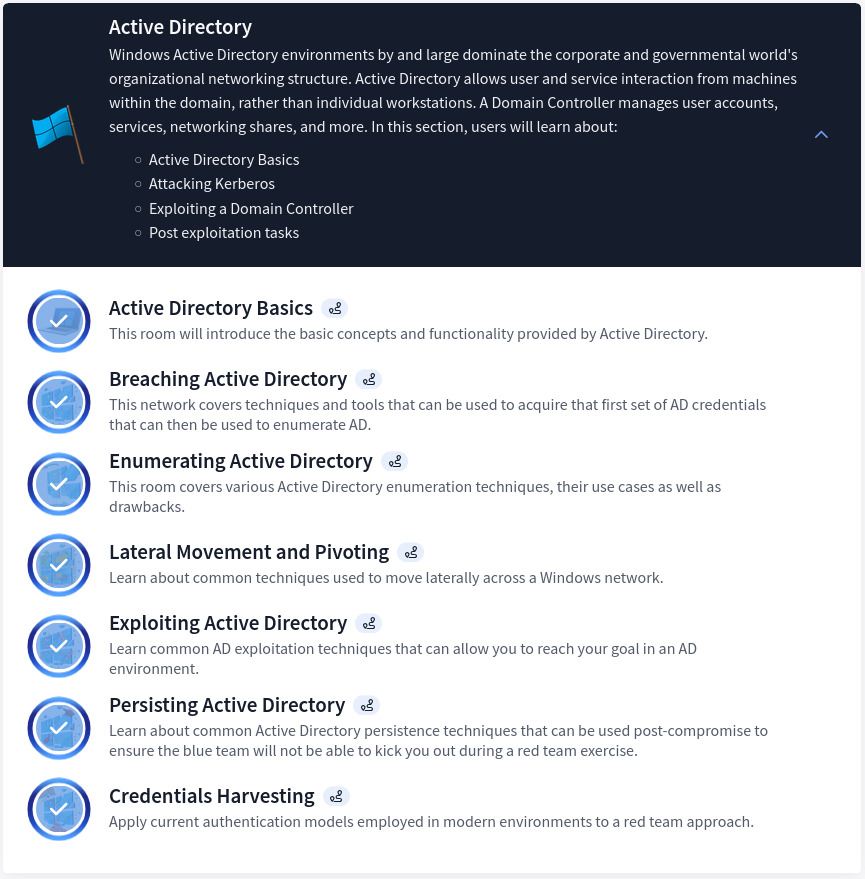 Active Directory
Windows Active Directory environments by and large dominate the corporate and governmental world's
organizational networking structure. Active Directory allows user and service interaction from machines
within the domain, rather than individual workstations. A Domain Controller manages user accounts,
services, networking shares, and more. In this section, users will learn about:
Active Directory Basics
Attacking Kerberos
Exploiting a Domain Controller
Post exploitation tasks
Active Directory Basics
This room will introduce the basic concepts and functionality provided by Active Directory.
Breaching Active Directory
This network covers techniques and tools that can be used to acquire that first set of AD credentials
that can then be used to enumerate AD.
Enumerating Active Directory
This room covers various Active Directory enumeration techniques, their use cases as well as
drawbacks.
Lateral Movement and Pivoting
Learn about common techniques used to move laterally across a Windows network.
Exploiting Active Directory
Learn common AD exploitation techniques that can allow you to reach your goal in an AD
environment.
Persisting Active Directory
Learn about common Active Directory persistence techniques that can be used post-compromise to
ensure the blue team will not be able to kick you out during a red team exercise.
Credentials Harvesting
Apply current authentication models employed in modern environments to a red team approach.